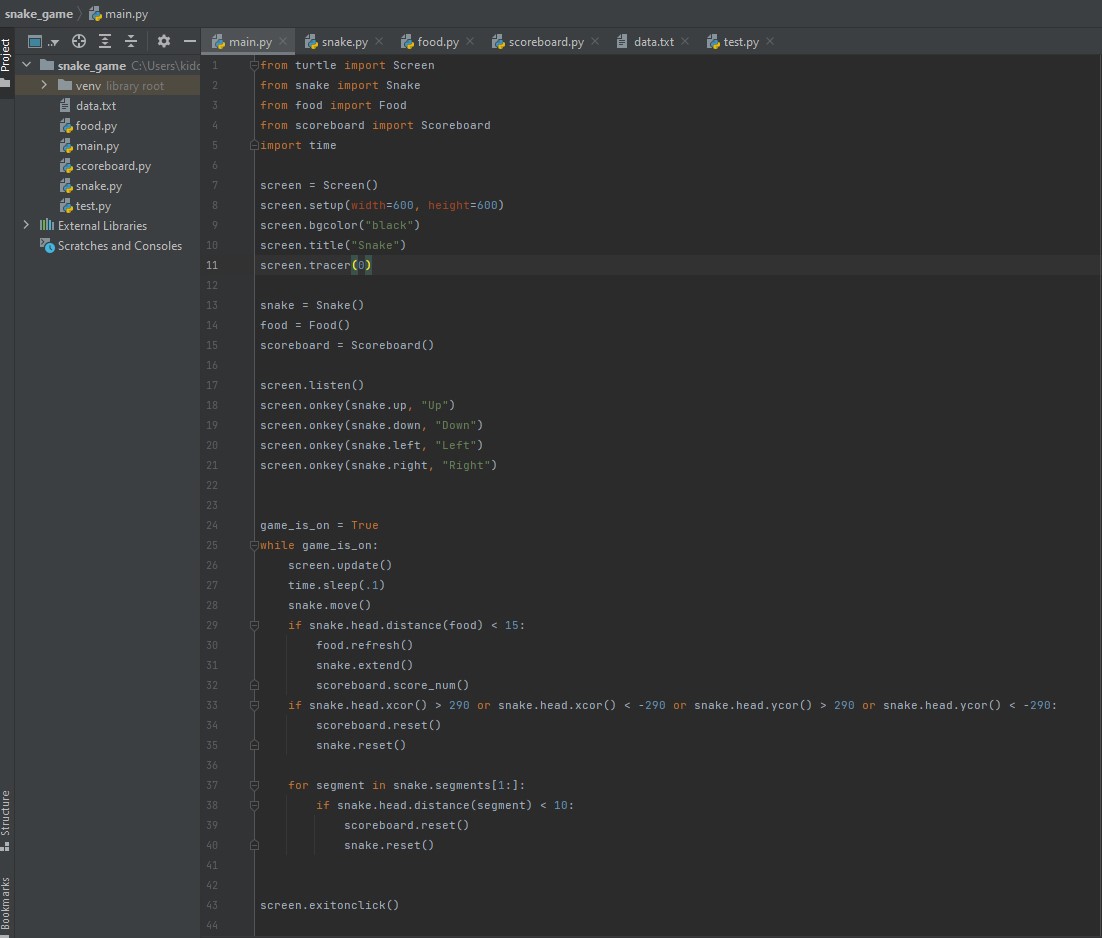 snake_game main.py
Project
main.py snake.py food.py scoreboard.py data.txt test.py
snake_game C:\Users\kidd
venv library root
data.txt
food.py
main.py
scoreboard.py
snake.py
test.py
External Libraries
Scratches and Consoles
Structure
Bookmarks
1 from turtle import Screen
2 from snake import Snake
3 from food import Food
4 from scoreboard import Scoreboard
5 import time
6
7 screen = Screen()
8 screen.setup(width=600, height=600)
9 screen.bgcolor("black")
10 screen.title("Snake")
11 screen.tracer(0)
12
13 snake = Snake()
14 food = Food()
15 scoreboard = Scoreboard()
16
17 screen.listen()
18 screen.onkey(snake.up, "Up")
19 screen.onkey(snake.down, "Down")
20 screen.onkey(snake.left, "Left")
21 screen.onkey(snake.right, "Right")
22
23
24 game_is_on = True
25 while game_is_on:
26     screen.update()
27     time.sleep(.1)
28     snake.move()
29     if snake.head.distance(food) < 15:
30         food.refresh()
31         snake.extend()
32         scoreboard.score_num()
33     if snake.head.xcor() > 290 or snake.head.xcor() < -290 or snake.head.ycor() > 290 or snake.head.ycor() < -290:
34         scoreboard.reset()
35         snake.reset()
36
37     for segment in snake.segments[1:]:
38         if snake.head.distance(segment) < 10:
39             scoreboard.reset()
40             snake.reset()
41
42
43 screen.exitonclick()
44